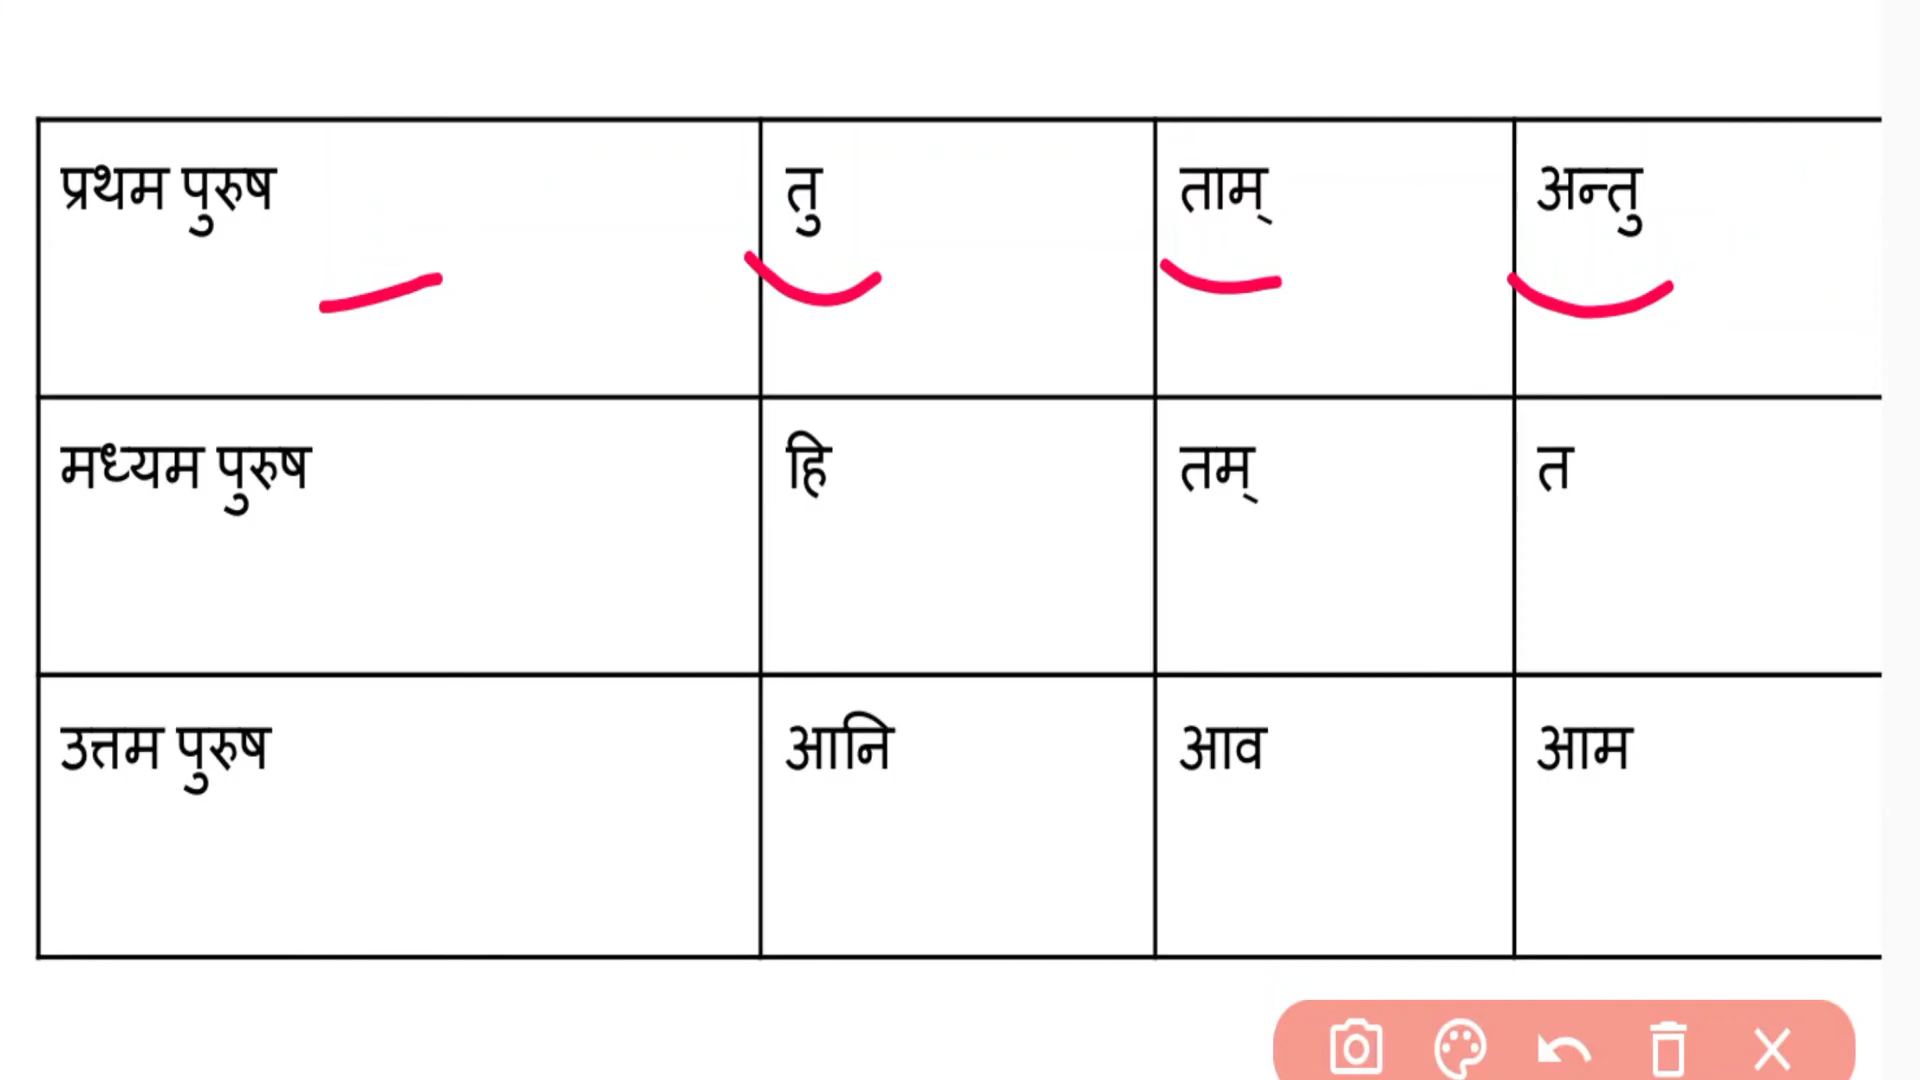 प्रथम पुरुष तु ताम् अन्तु
मध्यम पुरुष हि तम् त
उत्तम पुरुष आनि आव आम